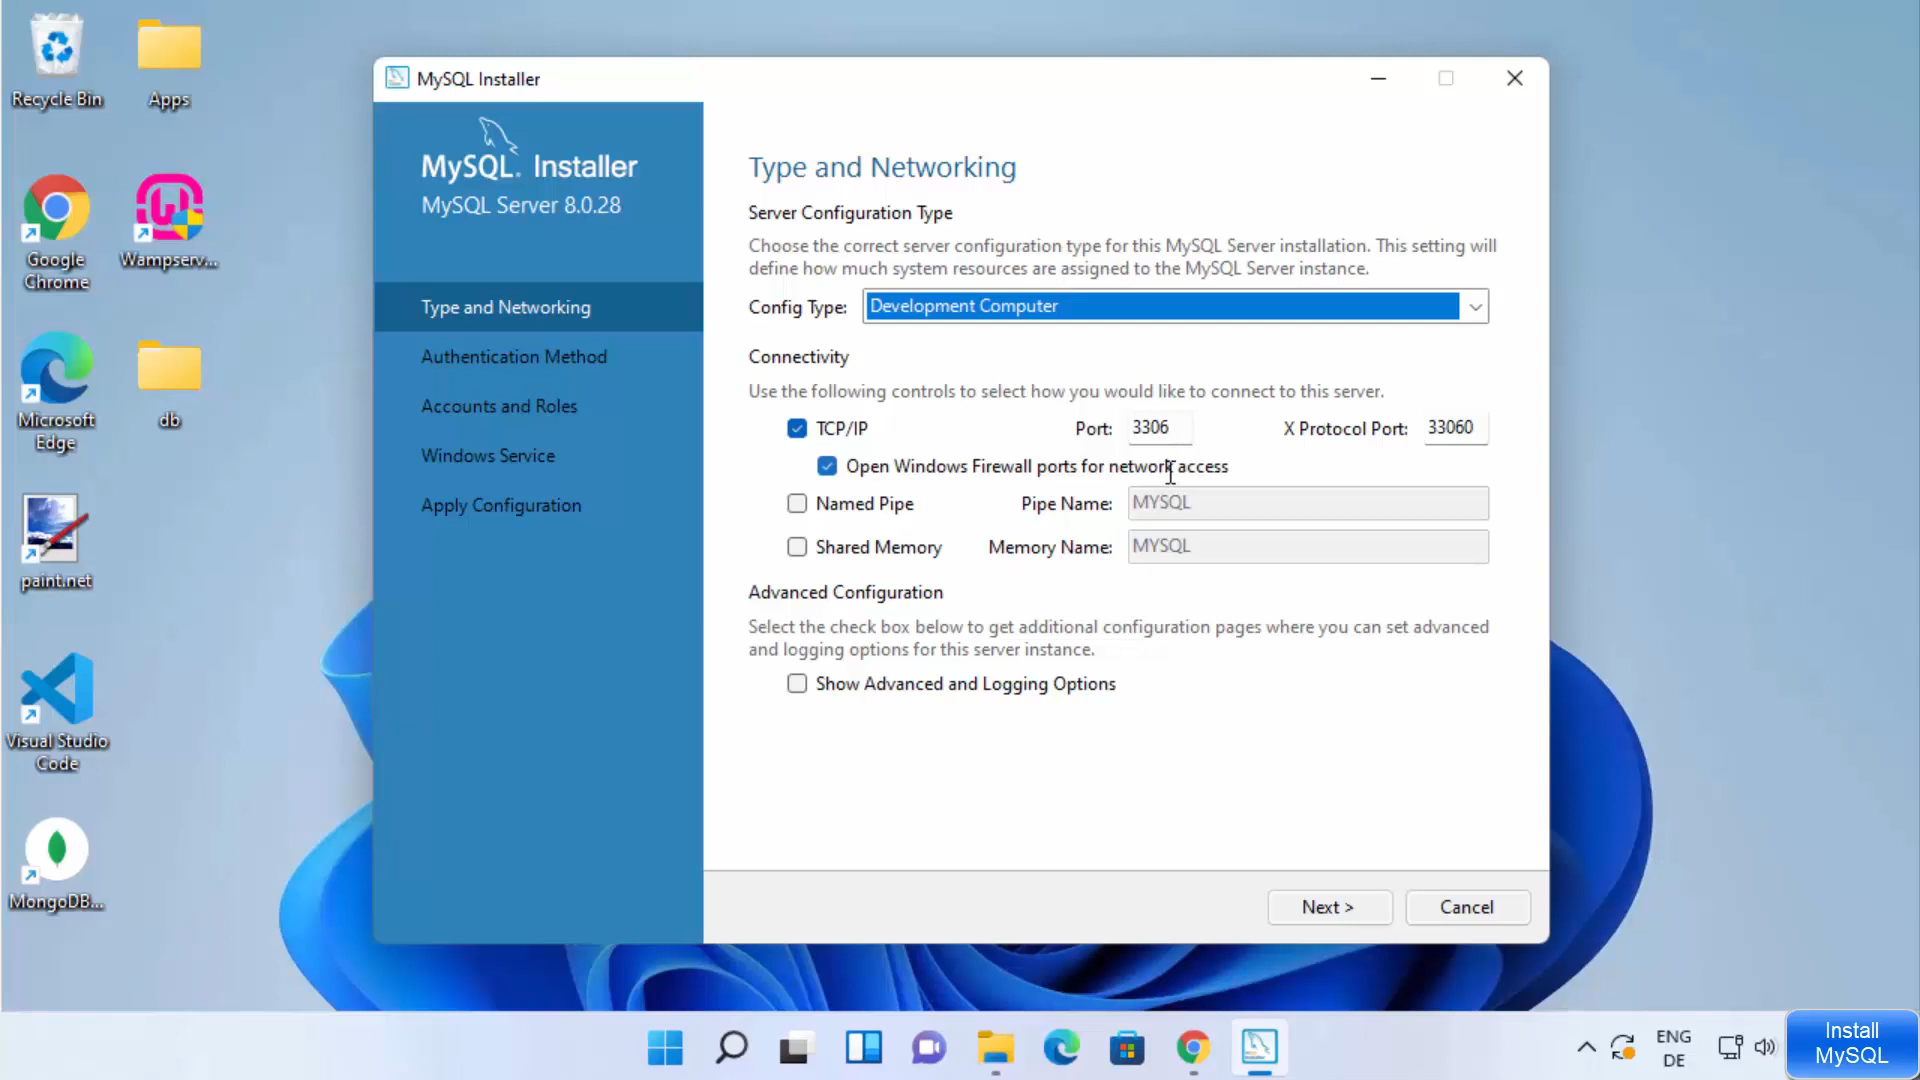 Recycle Bin
Apps
Google
Chrome
Wampserv...
Microsoft
Edge
db
paint.net
Visual Studio
Code
MongoDB...
MySQL Installer
MySQL. Installer
MySQL Server 8.0.28
Type and Networking
Authentication Method
Accounts and Roles
Windows Service
Apply Configuration
Type and Networking
Server Configuration Type
Choose the correct server configuration type for this MySQL Server installation. This setting will
define how much system resources are assigned to the MySQL Server instance.
Config Type: Development Computer
Connectivity
Use the following controls to select how you would like to connect to this server.
TCP/IP Port: 3306 X Protocol Port: 33060
Open Windows Firewall ports for network access
Named Pipe Pipe Name: MYSQL
Shared Memory Memory Name: MYSQL
Advanced Configuration
Select the check box below to get additional configuration pages where you can set advanced
and logging options for this server instance.
Show Advanced and Logging Options
Next > Cancel
ENG
DE
Install
MySQL